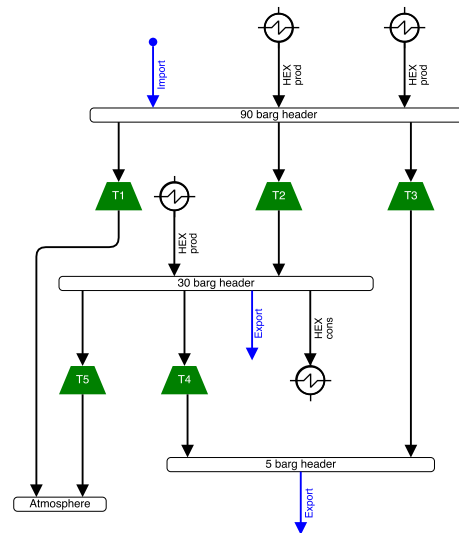 Import
HEX
prod
HEX
prod
90 barg header
T1
T2
T3
HEX
prod
30 barg header
Export
HEX
cons
T5
T4
5 barg header
Export
Atmosphere